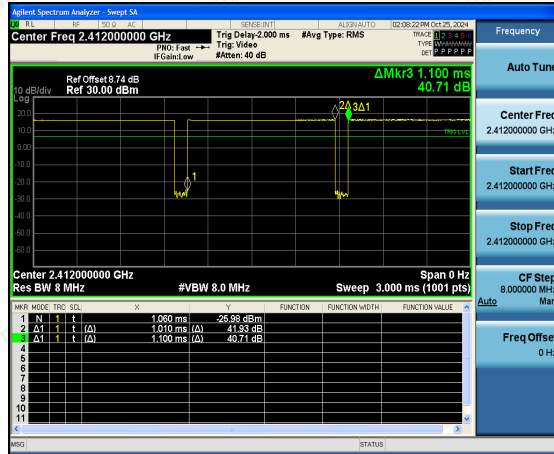 Agilent Spectrum Analyzer - Swept SA
RL RF 50 Ω AC SENSE:INT ALIGN AUTO 02:08:22 PM Oct 25, 2024
Center Freq 2.412000000 GHz
PNO: Fast
IFGain:Low
Trig Delay-2.000 ms
Trig: Video
#Atten: 40 dB
#Avg Type: RMS
TRACE 1 2 3 4 5 6
TYPE WWWWWW
DET P P P P P P
Ref Offset 8.74 dB
10 dB/div Ref 30.00 dBm
ΔMkr3 1.100 ms
40.71 dB
Log
20.0
10.0
0.00
-10.0
-20.0
-30.0
-40.0
-50.0
-60.0
2Δ 3Δ1
TRIG LVL
1
Center 2.412000000 GHz Span 0 Hz
Res BW 8 MHz #VBW 8.0 MHz Sweep 3.000 ms (1001 pts)
MKR MODE TRC SCL X Y FUNCTION FUNCTION WIDTH FUNCTION VALUE
1 N 1 t 1.060 ms -25.98 dBm
2 Δ1 1 t (Δ) 1.010 ms (Δ) 41.93 dB
3 Δ1 1 t (Δ) 1.100 ms (Δ) 40.71 dB
4
5
6
7
8
9
10
11
MSG STATUS
Frequency
Auto Tune
Center Freq
2.412000000 GHz
Start Freq
2.412000000 GHz
Stop Freq
2.412000000 GHz
CF Step
8.000000 MHz
Auto Man
Freq Offset
0 Hz